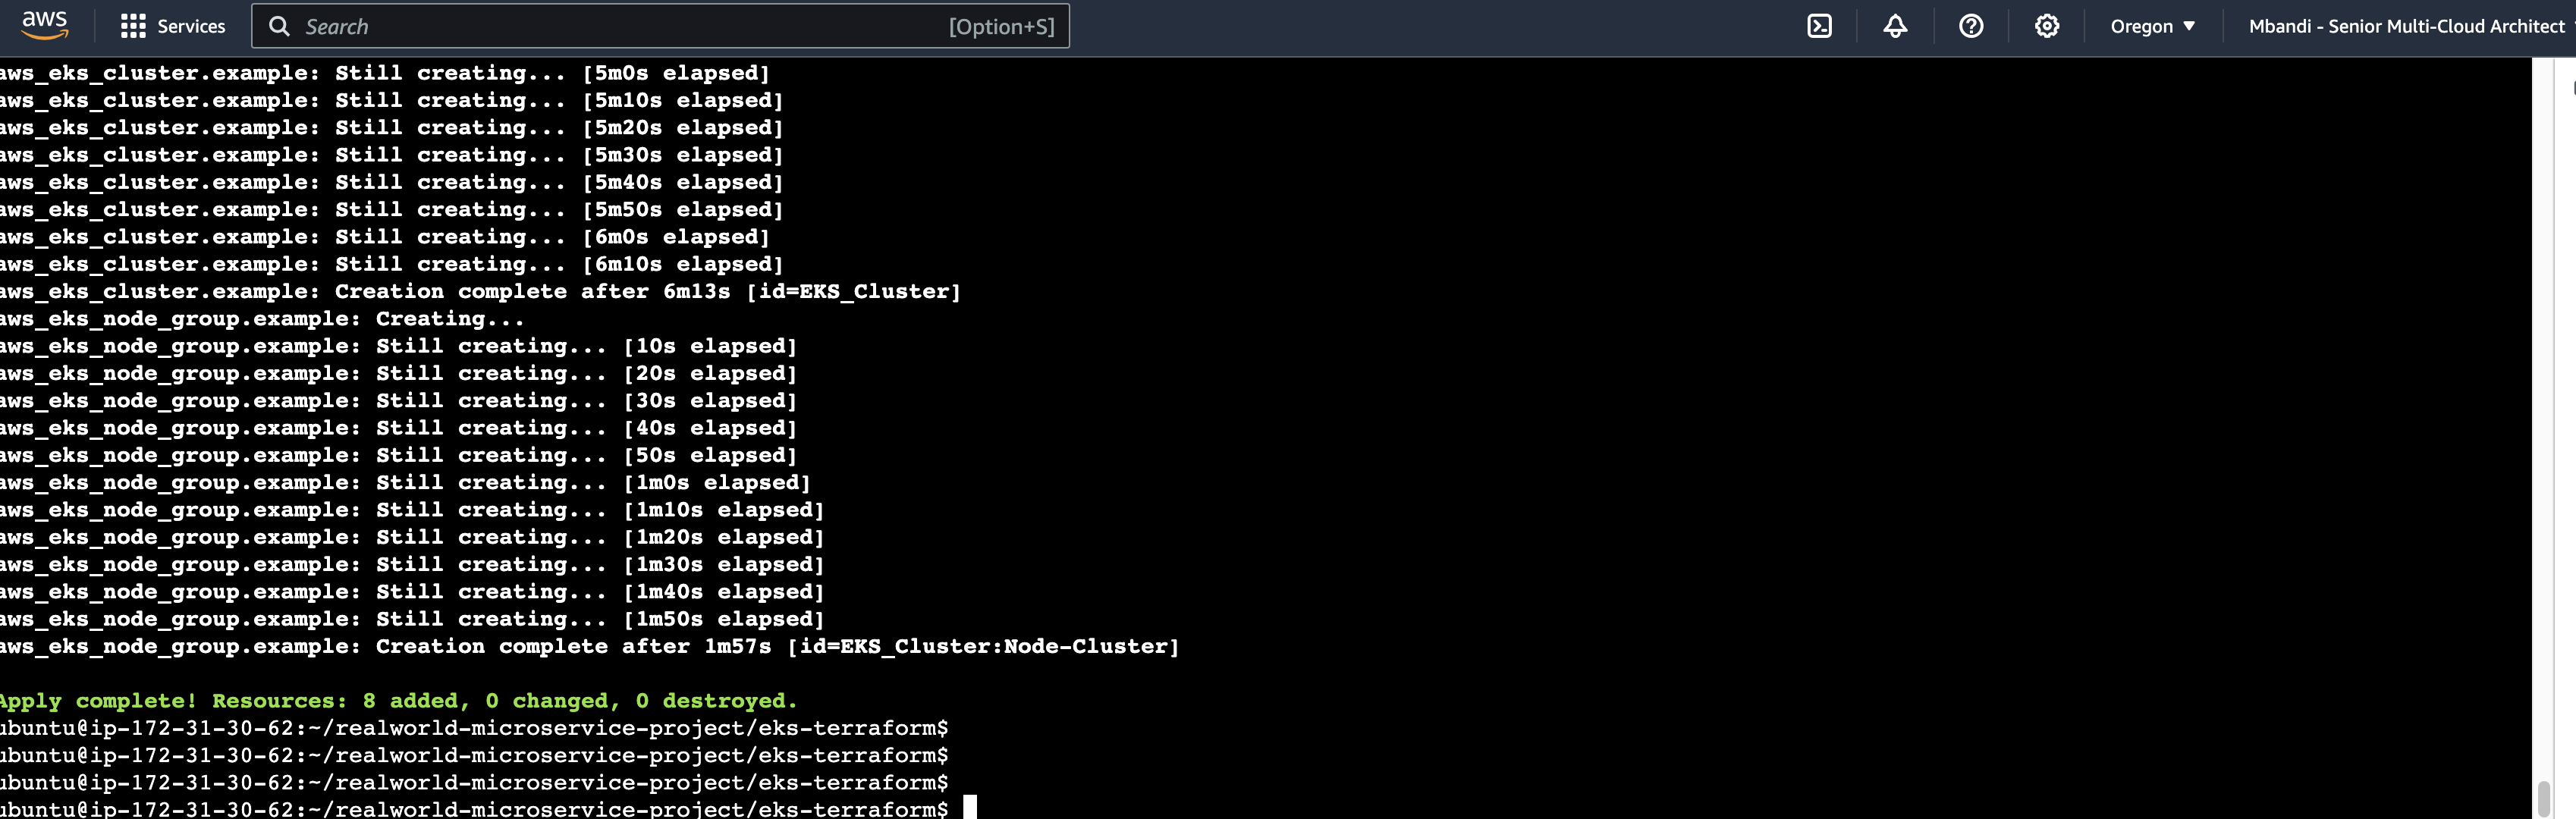 aws
Services
Search
[Option+S]
Oregon
Mbandi - Senior Multi-Cloud Architect
aws_eks_cluster.example: Still creating... [5m0s elapsed]
aws_eks_cluster.example: Still creating... [5m10s elapsed]
aws_eks_cluster.example: Still creating... [5m20s elapsed]
aws_eks_cluster.example: Still creating... [5m30s elapsed]
aws_eks_cluster.example: Still creating... [5m40s elapsed]
aws_eks_cluster.example: Still creating... [5m50s elapsed]
aws_eks_cluster.example: Still creating... [6m0s elapsed]
aws_eks_cluster.example: Still creating... [6m10s elapsed]
aws_eks_cluster.example: Creation complete after 6m13s [id=EKS_Cluster]
aws_eks_node_group.example: Creating...
aws_eks_node_group.example: Still creating... [10s elapsed]
aws_eks_node_group.example: Still creating... [20s elapsed]
aws_eks_node_group.example: Still creating... [30s elapsed]
aws_eks_node_group.example: Still creating... [40s elapsed]
aws_eks_node_group.example: Still creating... [50s elapsed]
aws_eks_node_group.example: Still creating... [1m0s elapsed]
aws_eks_node_group.example: Still creating... [1m10s elapsed]
aws_eks_node_group.example: Still creating... [1m20s elapsed]
aws_eks_node_group.example: Still creating... [1m30s elapsed]
aws_eks_node_group.example: Still creating... [1m40s elapsed]
aws_eks_node_group.example: Still creating... [1m50s elapsed]
aws_eks_node_group.example: Creation complete after 1m57s [id=EKS_Cluster:Node-Cluster]
Apply complete! Resources: 8 added, 0 changed, 0 destroyed.
ubuntu@ip-172-31-30-62:~/realworld-microservice-project/eks-terraform$
ubuntu@ip-172-31-30-62:~/realworld-microservice-project/eks-terraform$
ubuntu@ip-172-31-30-62:~/realworld-microservice-project/eks-terraform$
ubuntu@ip-172-31-30-62:~/realworld-microservice-project/eks-terraform$